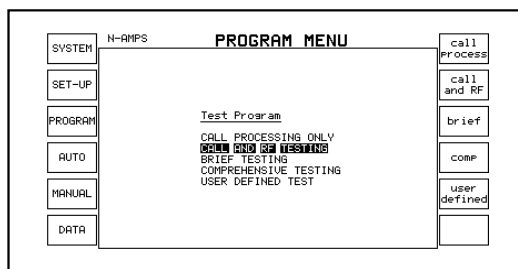 N-AMPS
PROGRAM MENU
SYSTEM
SET-UP
PROGRAM
AUTO
MANUAL
DATA
Test Program
CALL PROCESSING ONLY
CALL AND RF TESTING
BRIEF TESTING
COMPREHENSIVE TESTING
USER DEFINED TEST
call
process
call
and RF
brief
comp
user
defined